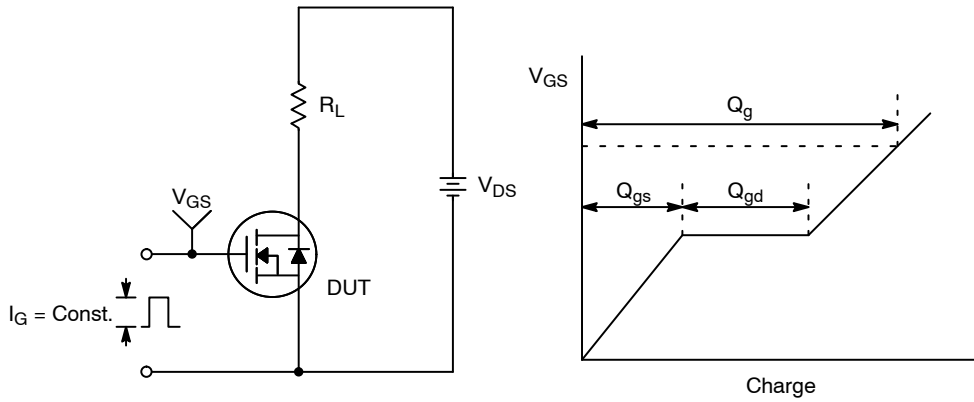 R_L
V_GS
V_DS
DUT
I_G = Const.
V_GS
Q_g
Q_gs
Q_gd
Charge